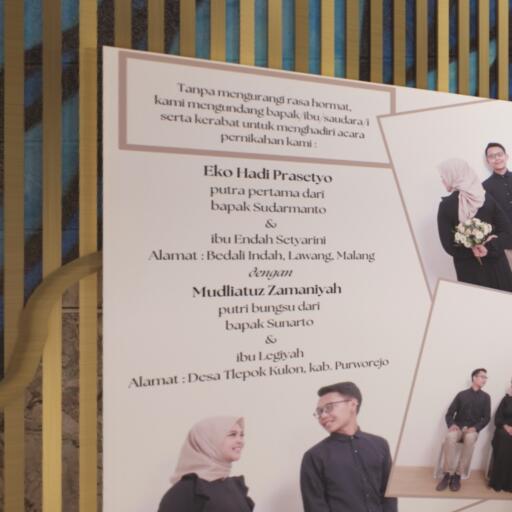 Tanpa mengurangi rasa hormat,
kami mengundang bapak/ibu/saudara/i
serta kerabat untuk menghadiri acara
pernikahan kami :
Eko Hadi Prasetyo
putra pertama dari
bapak Sudarmanto
&
ibu Endah Setyarini
Alamat : Bedali Indah, Lawang, Malang
dengan
Mudliatuz Zamaniyah
putri bungsu dari
bapak Sunarto
&
ibu Legiyah
Alamat : Desa Tlepok Kulon, kab. Purworejo